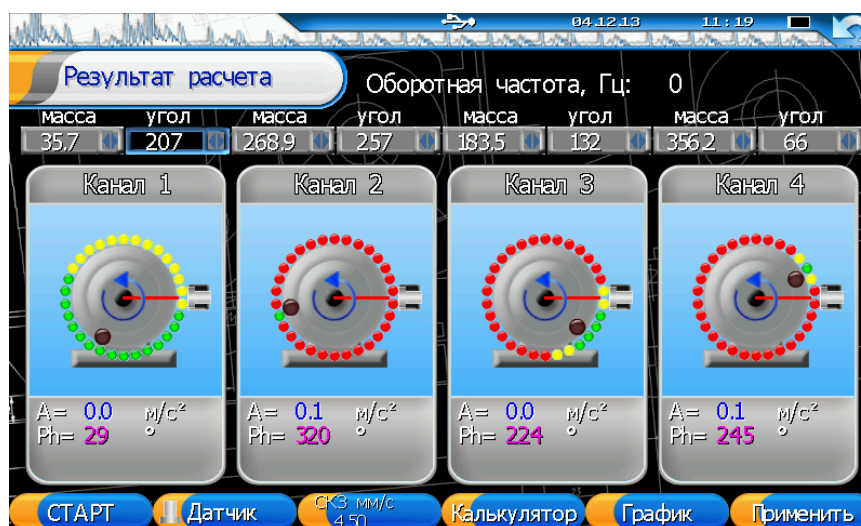 04.12.13 11:19
Результат расчета
Оборотная частота, Гц: 0
масса угол масса угол масса угол масса угол
35.7 207 268.9 257 183.5 132 356.2 66
Канал 1 Канал 2 Канал 3 Канал 4
A= 0.0 м/с² A= 0.1 м/с² A= 0.0 м/с² A= 0.1 м/с²
Ph= 29 ° Ph= 320 ° Ph= 224 ° Ph= 245 °
СТАРТ Датчик СКЗ мм/с Калькулятор График Применить
4.50